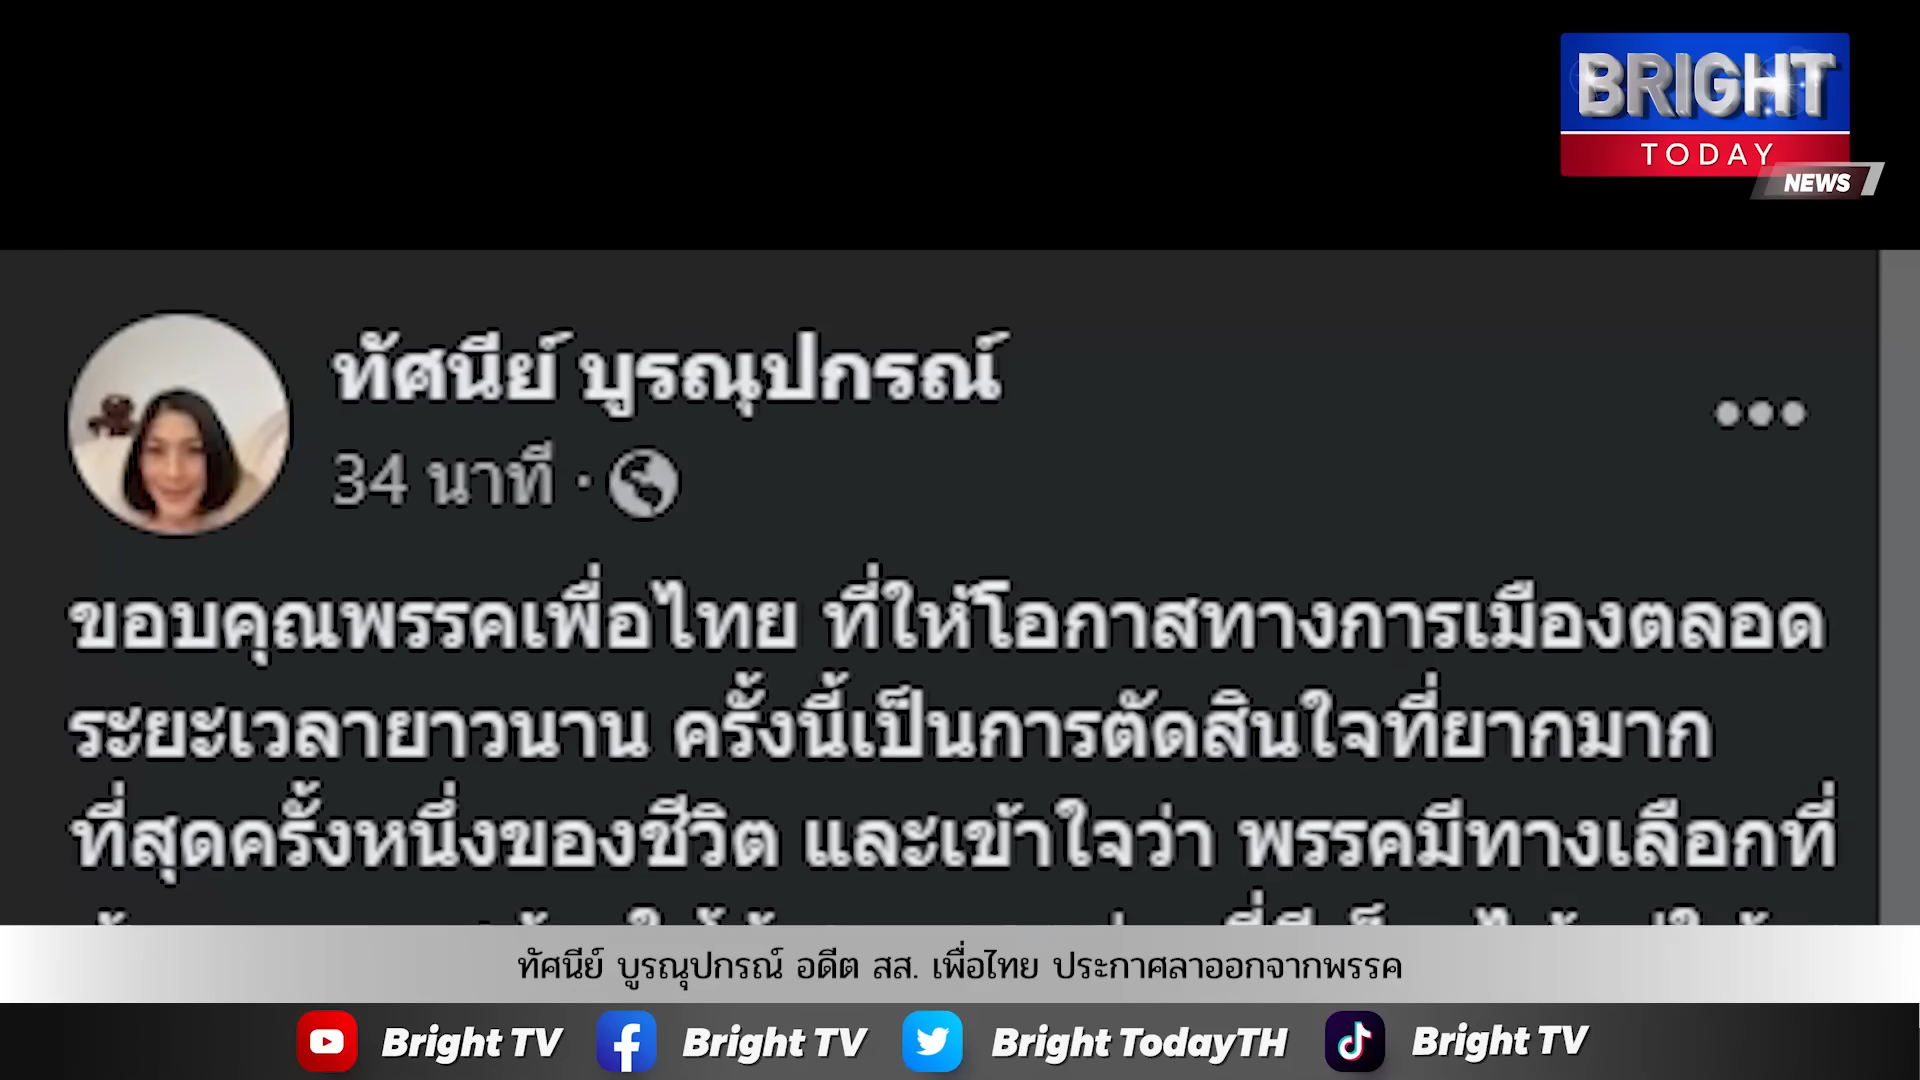 BRIGHT
TODAY
NEWS
ทัศนีย์ บูรณุปกรณ์
34 นาที ·
ขอบคุณพรรคเพื่อไทย ที่ให้โอกาสทางการเมืองตลอด
ระยะเวลายาวนาน ครั้งนี้เป็นการตัดสินใจที่ยากมาก
ที่สุดครั้งหนึ่งของชีวิต และเข้าใจว่า พรรคมีทางเลือกที่
ทัศนีย์ บูรณุปกรณ์ อดีต สส. เพื่อไทย ประกาศลาออกจากพรรค
Bright TV Bright TV Bright TodayTH Bright TV